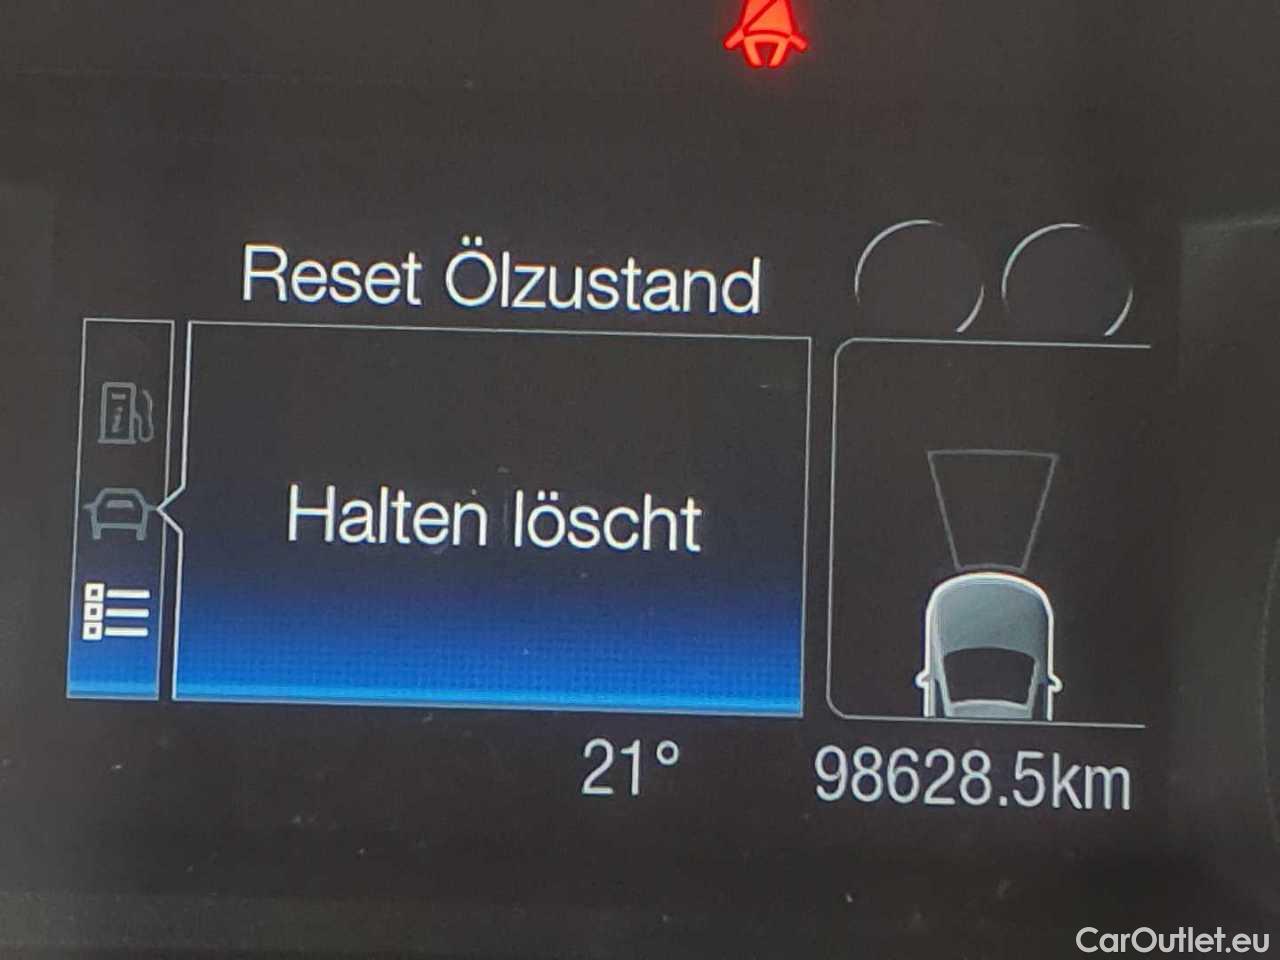 Reset Ölzustand
i
Halten löscht
21°
98628.5km
CarOutlet.eu